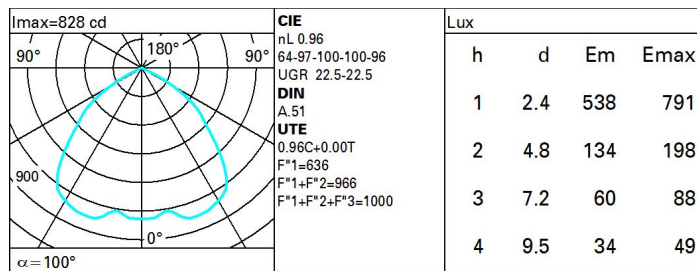 Imax=828 cd
90° 180° 90°
900
0°
α=100°
CIE
nL 0.96
64-97-100-100-96
UGR 22.5-22.5
DIN
A.51
UTE
0.96C+0.00T
F"1=636
F"1+F"2=966
F"1+F"2+F"3=1000
Lux
h d Em Emax
1 2.4 538 791
2 4.8 134 198
3 7.2 60 88
4 9.5 34 49